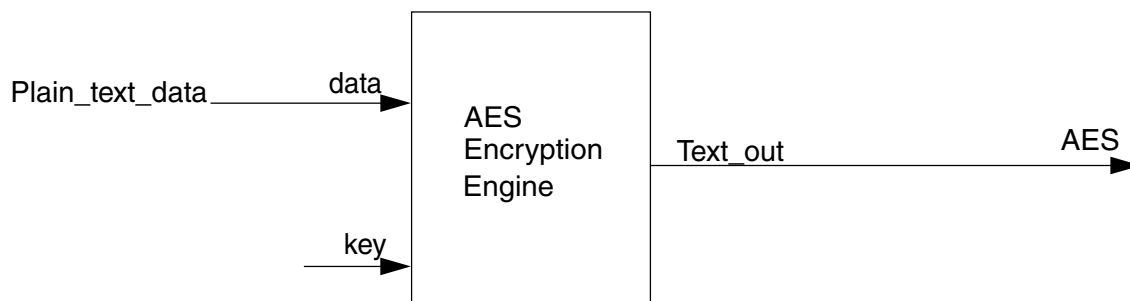 Plain_text_data
data
AES
Encryption
Engine
Text_out
AES
key